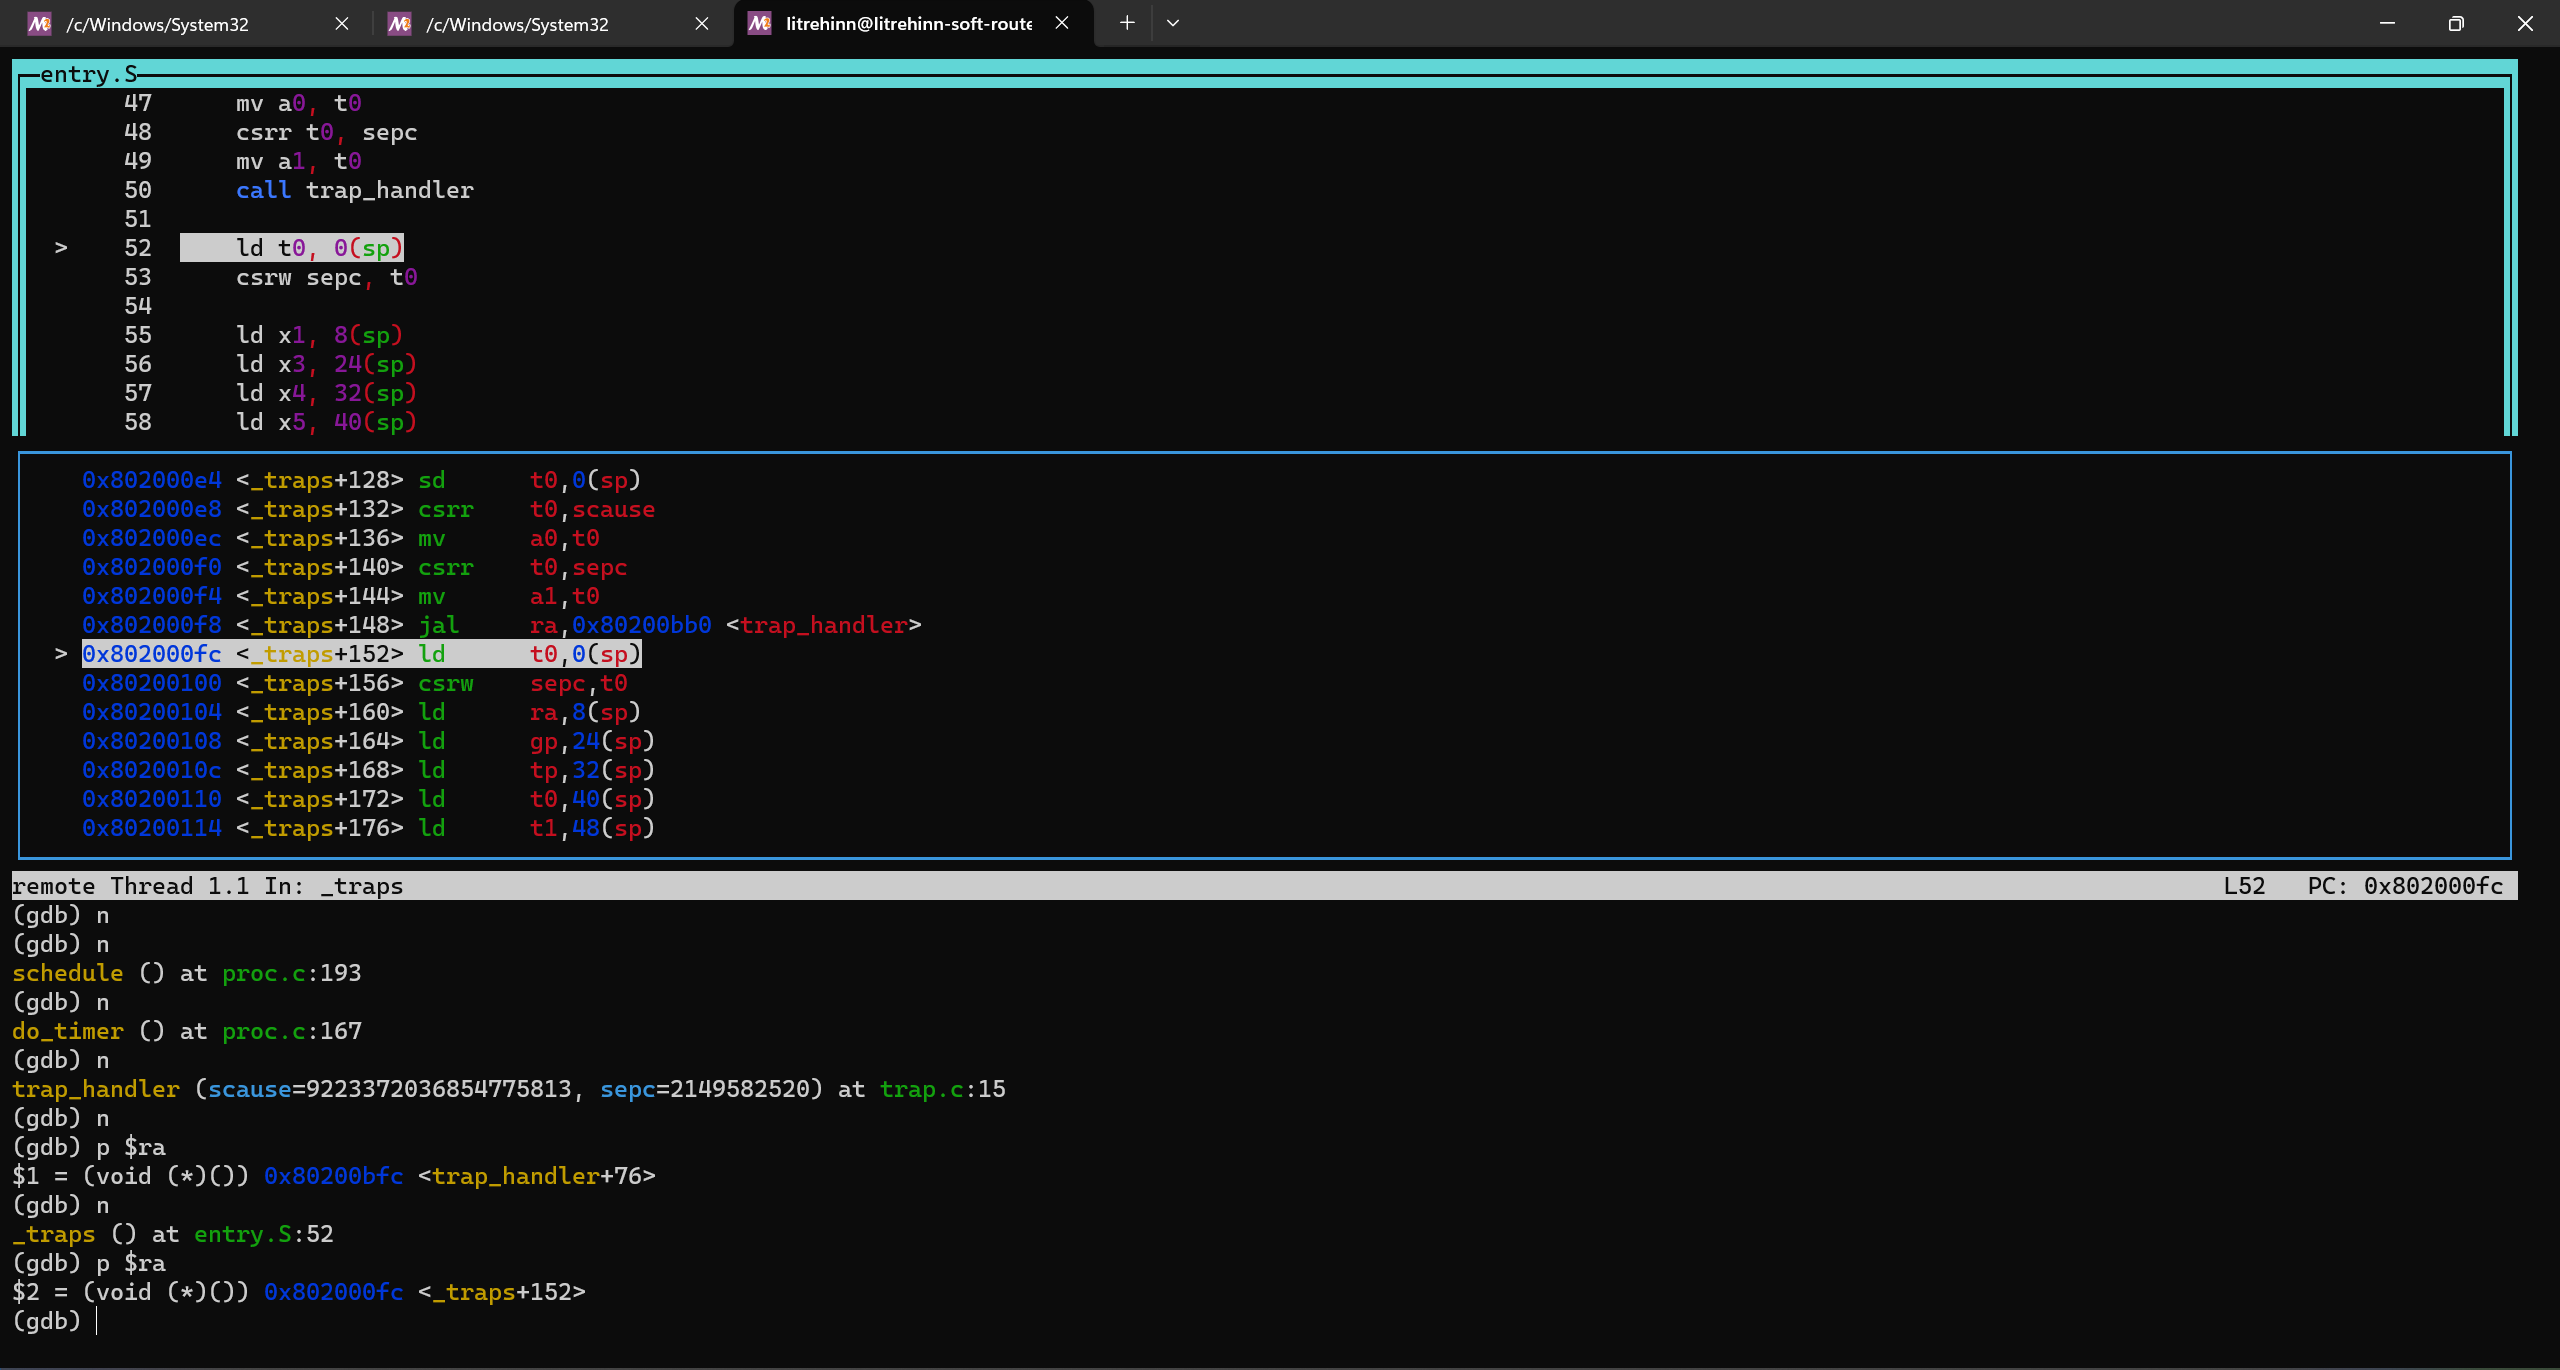 /c/Windows/System32
/c/Windows/System32
litrehinn@litrehinn-soft-route
entry.S
47 mv a0, t0
48 csrr t0, sepc
49 mv a1, t0
50 call trap_handler
51
> 52 ld t0, 0(sp)
53 csrw sepc, t0
54
55 ld x1, 8(sp)
56 ld x3, 24(sp)
57 ld x4, 32(sp)
58 ld x5, 40(sp)
0x802000e4 <_traps+128> sd t0,0(sp)
0x802000e8 <_traps+132> csrr t0,scause
0x802000ec <_traps+136> mv a0,t0
0x802000f0 <_traps+140> csrr t0,sepc
0x802000f4 <_traps+144> mv a1,t0
0x802000f8 <_traps+148> jal ra,0x80200bb0 <trap_handler>
> 0x802000fc <_traps+152> ld t0,0(sp)
0x80200100 <_traps+156> csrw sepc,t0
0x80200104 <_traps+160> ld ra,8(sp)
0x80200108 <_traps+164> ld gp,24(sp)
0x8020010c <_traps+168> ld tp,32(sp)
0x80200110 <_traps+172> ld t0,40(sp)
0x80200114 <_traps+176> ld t1,48(sp)
remote Thread 1.1 In: _traps L52 PC: 0x802000fc
(gdb) n
(gdb) n
schedule () at proc.c:193
(gdb) n
do_timer () at proc.c:167
(gdb) n
trap_handler (scause=9223372036854775813, sepc=2149582520) at trap.c:15
(gdb) n
(gdb) p $ra
$1 = (void (*)()) 0x80200bfc <trap_handler+76>
(gdb) n
_traps () at entry.S:52
(gdb) p $ra
$2 = (void (*)()) 0x802000fc <_traps+152>
(gdb)